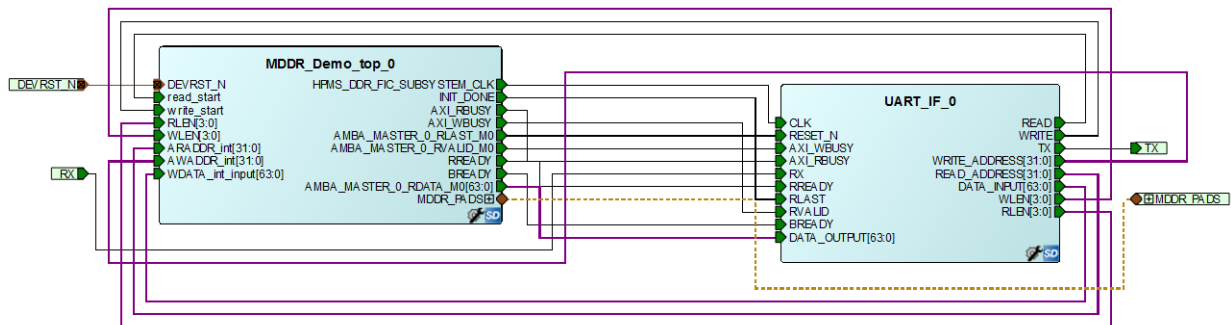 MDDR_Demo_top_0
DEVRST_N
DEVRST_N
read_start
write_start
RLEN[3:0]
WLEN[3:0]
ARADDR_int[31:0]
AWADDR_int[31:0]
WDATA_int_input[63:0]
RX
HPMS_DDR_FIC_SUBSYSTEM_CLK
INIT_DONE
AXI_RBUSY
AXI_WBUSY
AMBA_MASTER_0_RLAST_M0
AMBA_MASTER_0_RVALID_M0
RREADY
BREADY
AMBA_MASTER_0_RDATA_M0[63:0]
MDDR_PADS
SD
UART_IF_0
CLK
RESET_N
AXI_WBUSY
AXI_RBUSY
RX
RREADY
RLAST
RVALID
BREADY
DATA_OUTPUT[63:0]
READ
WRITE
TX
WRITE_ADDRESS[31:0]
READ_ADDRESS[31:0]
DATA_INPUT[63:0]
WLEN[3:0]
RLEN[3:0]
SD
TX
MDDR_PADS